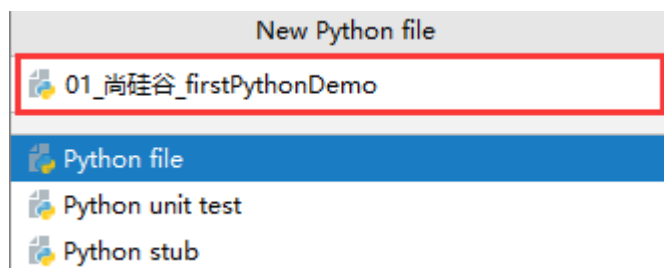 New Python file
01_尚硅谷_firstPythonDemo
Python file
Python unit test
Python stub